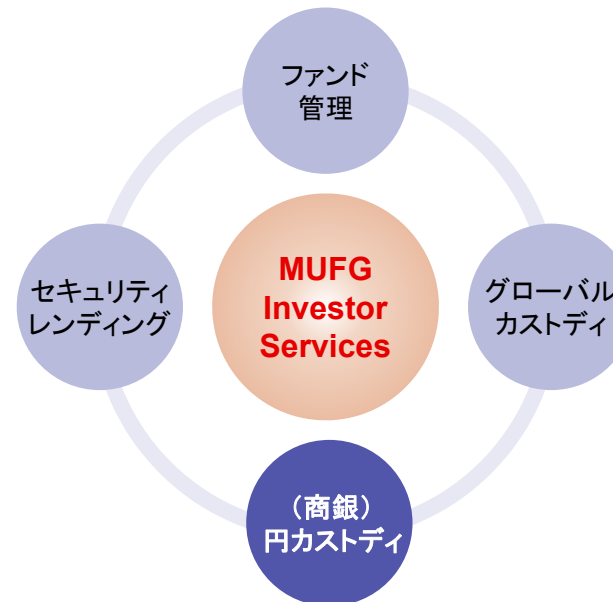 ファンド
管理
セキュリティ
レンディング
MUFG
Investor
Services
グローバル
カストディ
（商銀）
円カストディ